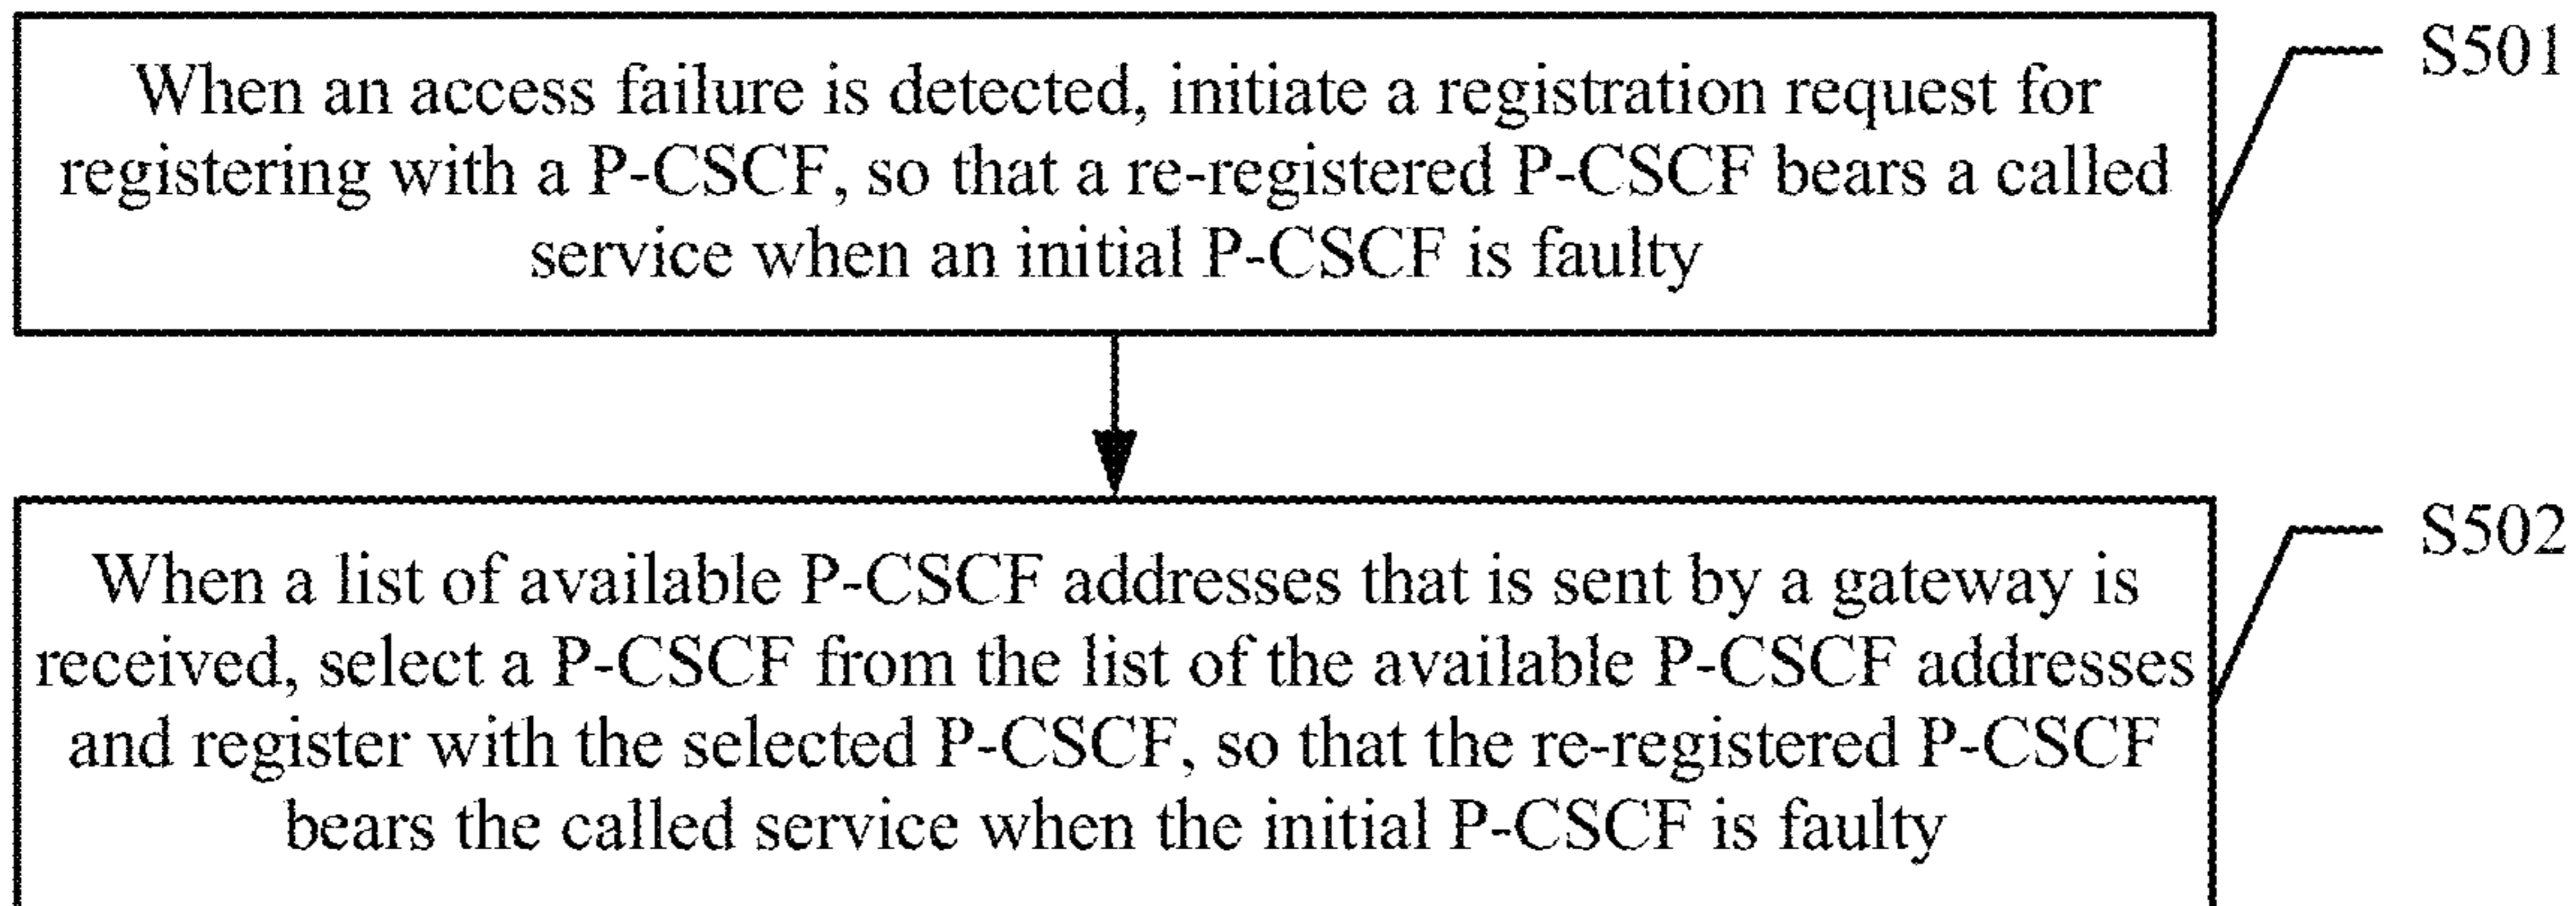 When an access failure is detected, initiate a registration request for
registering with a P-CSCF, so that a re-registered P-CSCF bears a called
service when an initial P-CSCF is faulty
S501
When a list of available P-CSCF addresses that is sent by a gateway is
received, select a P-CSCF from the list of the available P-CSCF addresses
and register with the selected P-CSCF, so that the re-registered P-CSCF
bears the called service when the initial P-CSCF is faulty
S502